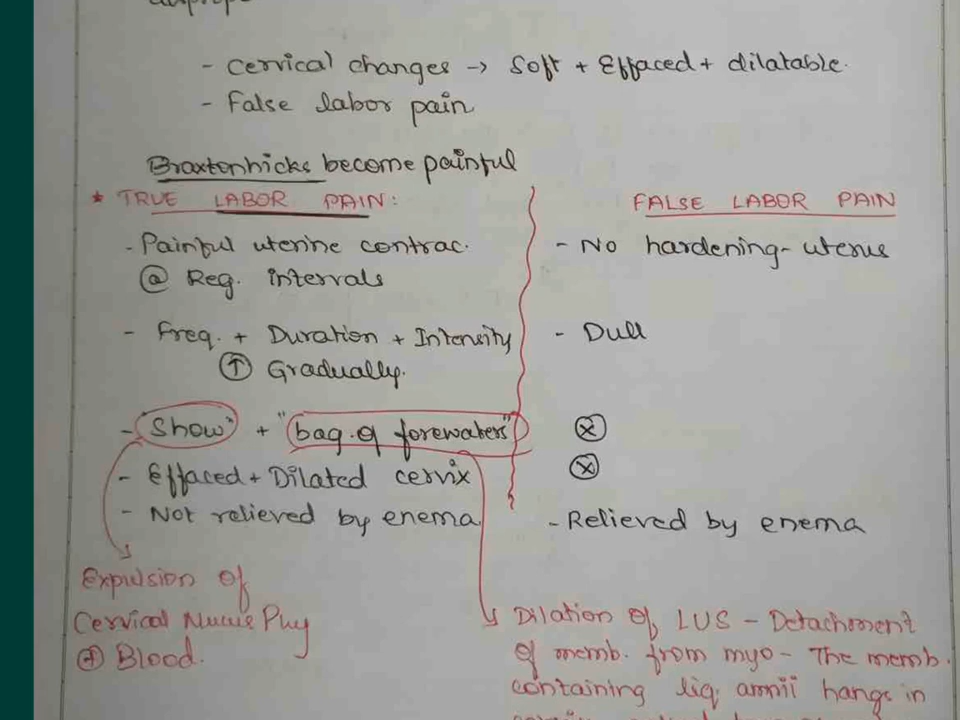 - Cervical changes → Soft + Effaced + dilatable.
- False labor pain
Braxtonhicks become painful
* TRUE LABOR PAIN:
- Painful uterine contrac.
@ Reg. intervals
- Freq. + Duration + Intensity
↑ Gradually.
- "Show" + "bag of forewaters"
- Effaced + Dilated cervix
- Not relieved by enema
FALSE LABOR PAIN
- No hardening - uterus
- Dull
ⓧ
ⓧ
- Relieved by enema
Expulsion of
Cervical Mucus Plug
⊕ Blood.
Dilation of LUS - Detachment
of memb. from myo - The memb.
containing liq. amnii hangs in